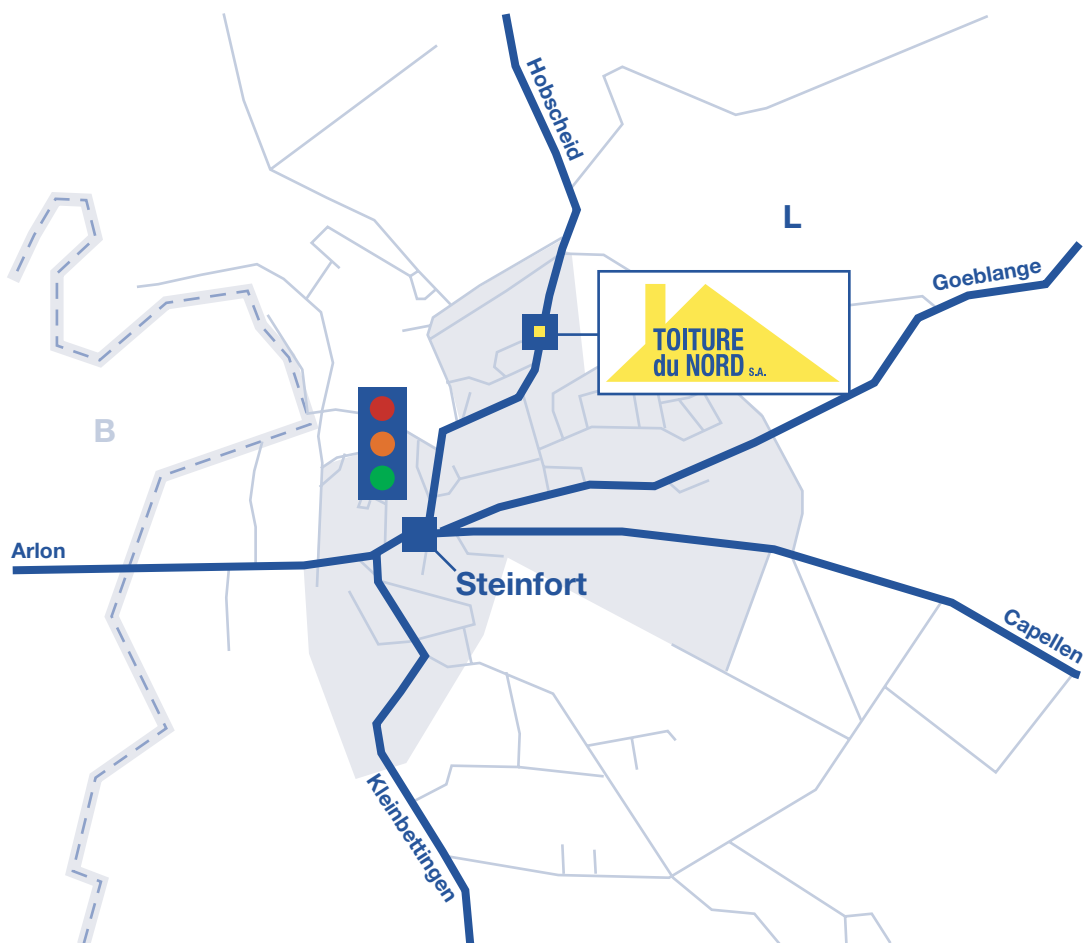 Hobscheid
L
Goeblange
TOITURE
du NORD S.A.
B
Arlon
Steinfort
Capellen
Kleinbettingen